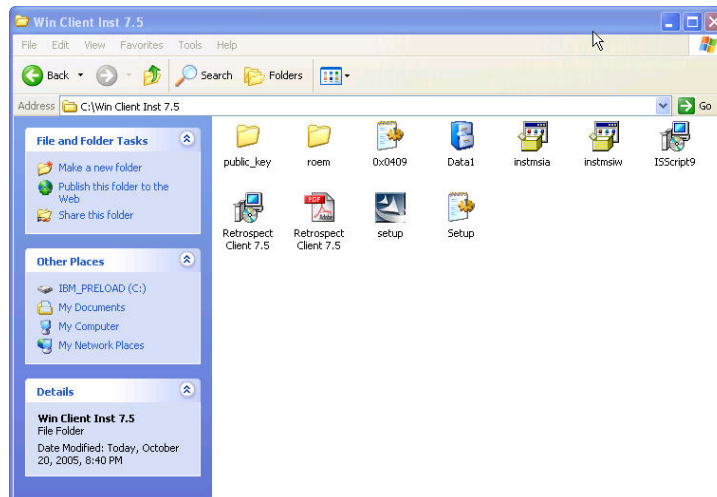 Win Client Inst 7.5
File Edit View Favorites Tools Help
Back Search Folders
Address C:\Win Client Inst 7.5 Go
File and Folder Tasks
Make a new folder
Publish this folder to the
Web
Share this folder
Other Places
IBM_PRELOAD (C:)
My Documents
My Computer
My Network Places
Details
Win Client Inst 7.5
File Folder
Date Modified: Today, October
20, 2005, 8:40 PM
public_key roem 0x0409 Data1 instmsia instmsiw ISScript9
PDF
Adobe
Retrospect Retrospect setup Setup
Client 7.5 Client 7.5